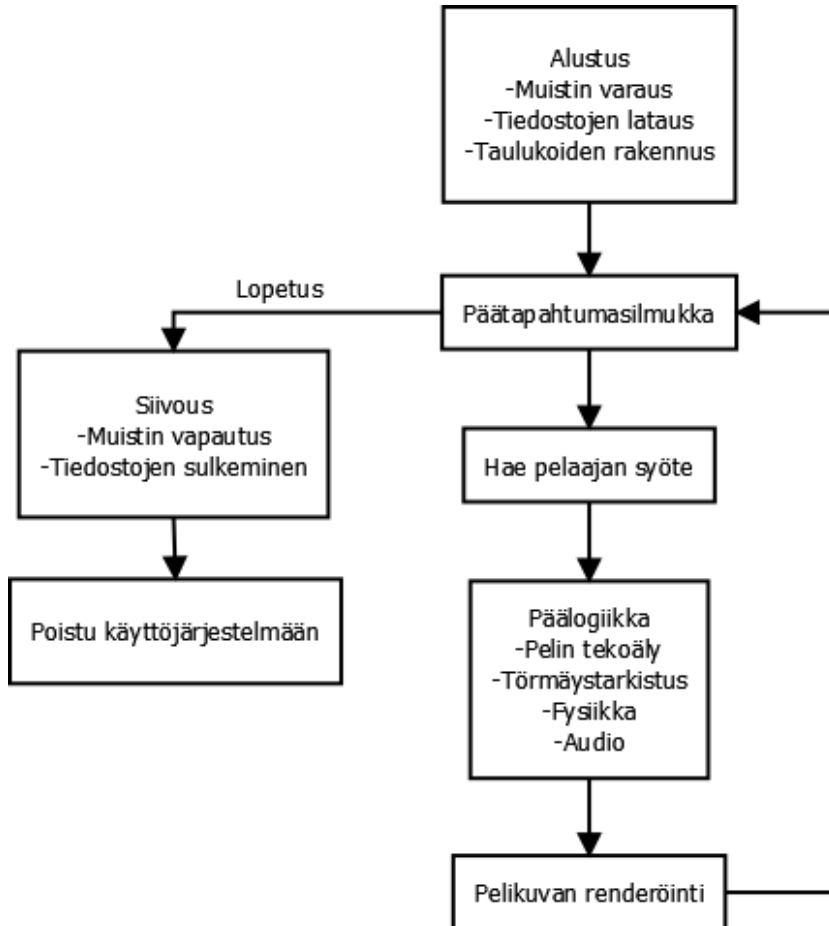 Alustus
-Muistin varaus
-Tiedostojen lataus
-Taulukoiden rakennus
Lopetus
Päätapahtumasilmukka
Siivous
-Muistin vapautus
-Tiedostojen sulkeminen
Hae pelaajan syöte
Poistu käyttöjärjestelmään
Päälogiikka
-Pelin tekoäly
-Törmäystarkistus
-Fysiikka
-Audio
Pelikuvan renderöinti